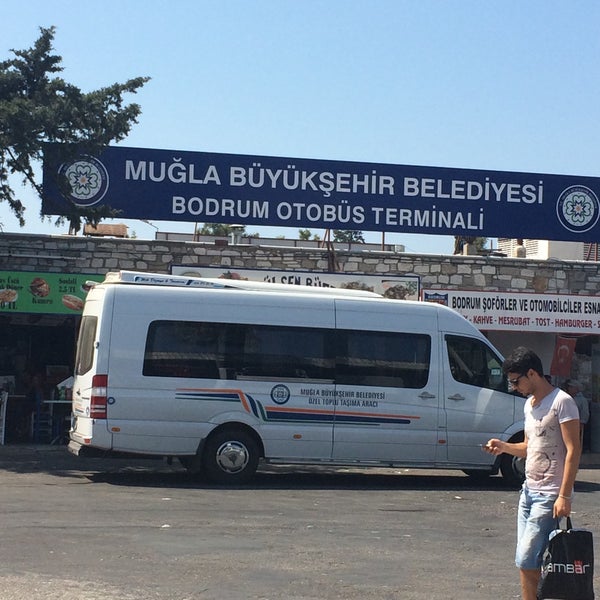 MUĞLA BÜYÜKŞEHİR BELEDİYESİ
BODRUM OTOBÜS TERMİNALİ
BODRUM ŞOFÖRLER VE OTOMOBİLCİLER ESNA
K - KAHVE - MEŞRUBAT - TOST - HAMBURGER - S
MUĞLA BÜYÜKŞEHİR BELEDİYESİ
ÖZEL TOPLU TAŞIMA ARACI
AMBAR